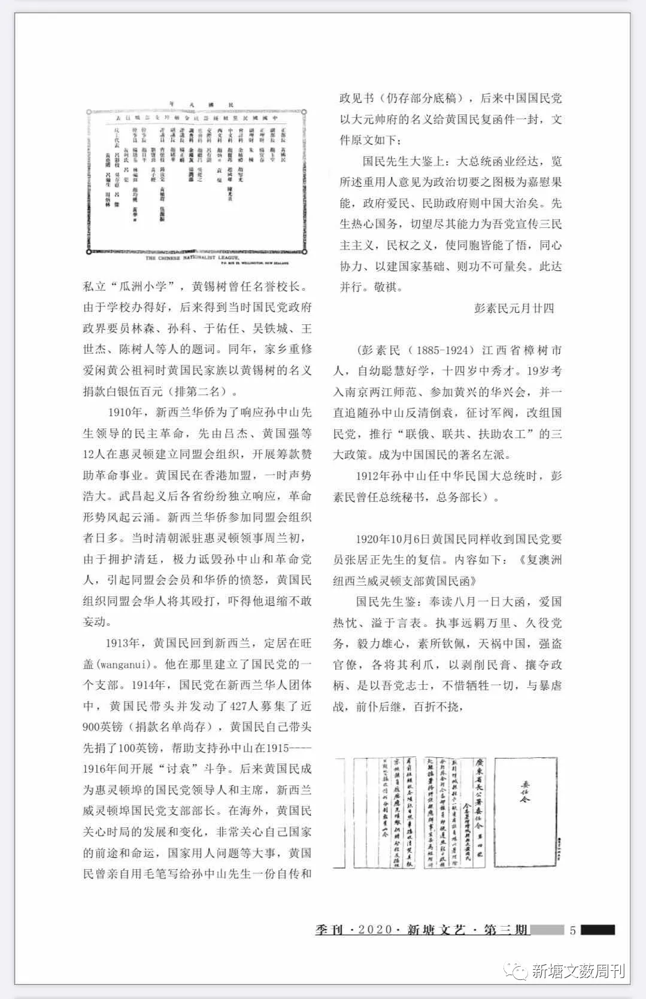 民國八年
中國國民黨
正部長 黃國民
THE CHINESE NATIONALIST LEAGUE,
P.O. BOX 23, WELLINGTON, NEW ZEALAND
私立“瓜洲小学”，黄锡树曾任名誉校长。
由于学校办得好，后来得到当时国民党政府
政界要员林森、孙科、于佑任、吴铁城、王
世杰、陈树人等人的题词。同年，家乡重修
爱闲黄公祖祠时黄国民家族以黄锡树的名义
捐款白银伍百元（排第二名）。
1910年，新西兰华侨为了响应孙中山先
生领导的民主革命，先由吕杰、黄国强等
12人在惠灵顿建立同盟会组织，开展筹款赞
助革命事业。黄国民在香港加盟，一时声势
浩大。武昌起义后各省纷纷独立响应，革命
形势风起云涌。新西兰华侨参加同盟会组织
者日多。当时清朝派驻惠灵顿领事周兰初，
由于拥护清廷，极力诋毁孙中山和革命党
人，引起同盟会会员和华侨的愤怒，黄国民
组织同盟会华人将其殴打，吓得他退缩不敢
妄动。
1913年，黄国民回到新西兰，定居在旺
盖(wanganui)。他在那里建立了国民党的一
个支部。1914年，国民党在新西兰华人团体
中，黄国民带头并发动了427人募集了近
900英镑（捐款名单尚存），黄国民自己带头
先捐了100英镑，帮助支持孙中山在1915----
1916年间开展“讨袁”斗争。后来黄国民成
为惠灵顿埠的国民党领导人和主席，新西兰
威灵顿埠国民党支部部长。在海外，黄国民
关心时局的发展和变化，非常关心自己国家
的前途和命运，国家用人问题等大事，黄国
民曾亲自用毛笔写给孙中山先生一份自传和
政见书（仍存部分底稿），后来中国国民党
以大元帅府的名义给黄国民复函件一封，文
件原文如下；
国民先生大鉴上：大总统函业经达，览
所述重用人意见为政治切要之图极为嘉慰果
能，政府爱民、民助政府则中国大治矣。先
生热心国务，切望尽其能力为吾党宣传三民
主主义，民权之义，使同胞皆能了悟，同心
协力、以建国家基础、则功不可量矣。此达
并行。敬祺。
彭素民元月廿四
(彭素民（1885-1924）江西省樟树市
人，自幼聪慧好学，十四岁中秀才。19岁考
入南京两江师范、参加黄兴的华兴会，并一
直追随孙中山反清倒袁，征讨军阀，改组国
民党，推行“联俄、联共、扶助农工”的三
大政策。成为中国国民的著名左派。
1912年孙中山任中华民国大总统时，彭
素民曾任总统秘书，总务部长）。
1920年10月6日黄国民同样收到国民党要
员张居正先生的复信。内容如下：《复澳洲
纽西兰威灵顿支部黄国民函》
国民先生鉴：奉读八月一日大函，爱国
热忱、溢于言表。执事远羁万里、久役党
务，毅力雄心，素所钦佩，天祸中国，强盗
官僚，各将其利爪，以剥削民膏、攘夺政
柄、是以吾党志士，不惜牺牲一切，与暴虐
战，前仆后继，百折不挠，
委任令
廣東省長公署委任令 第四號
季刊·2020·新塘文艺·第三期 5
新塘文薮周刊